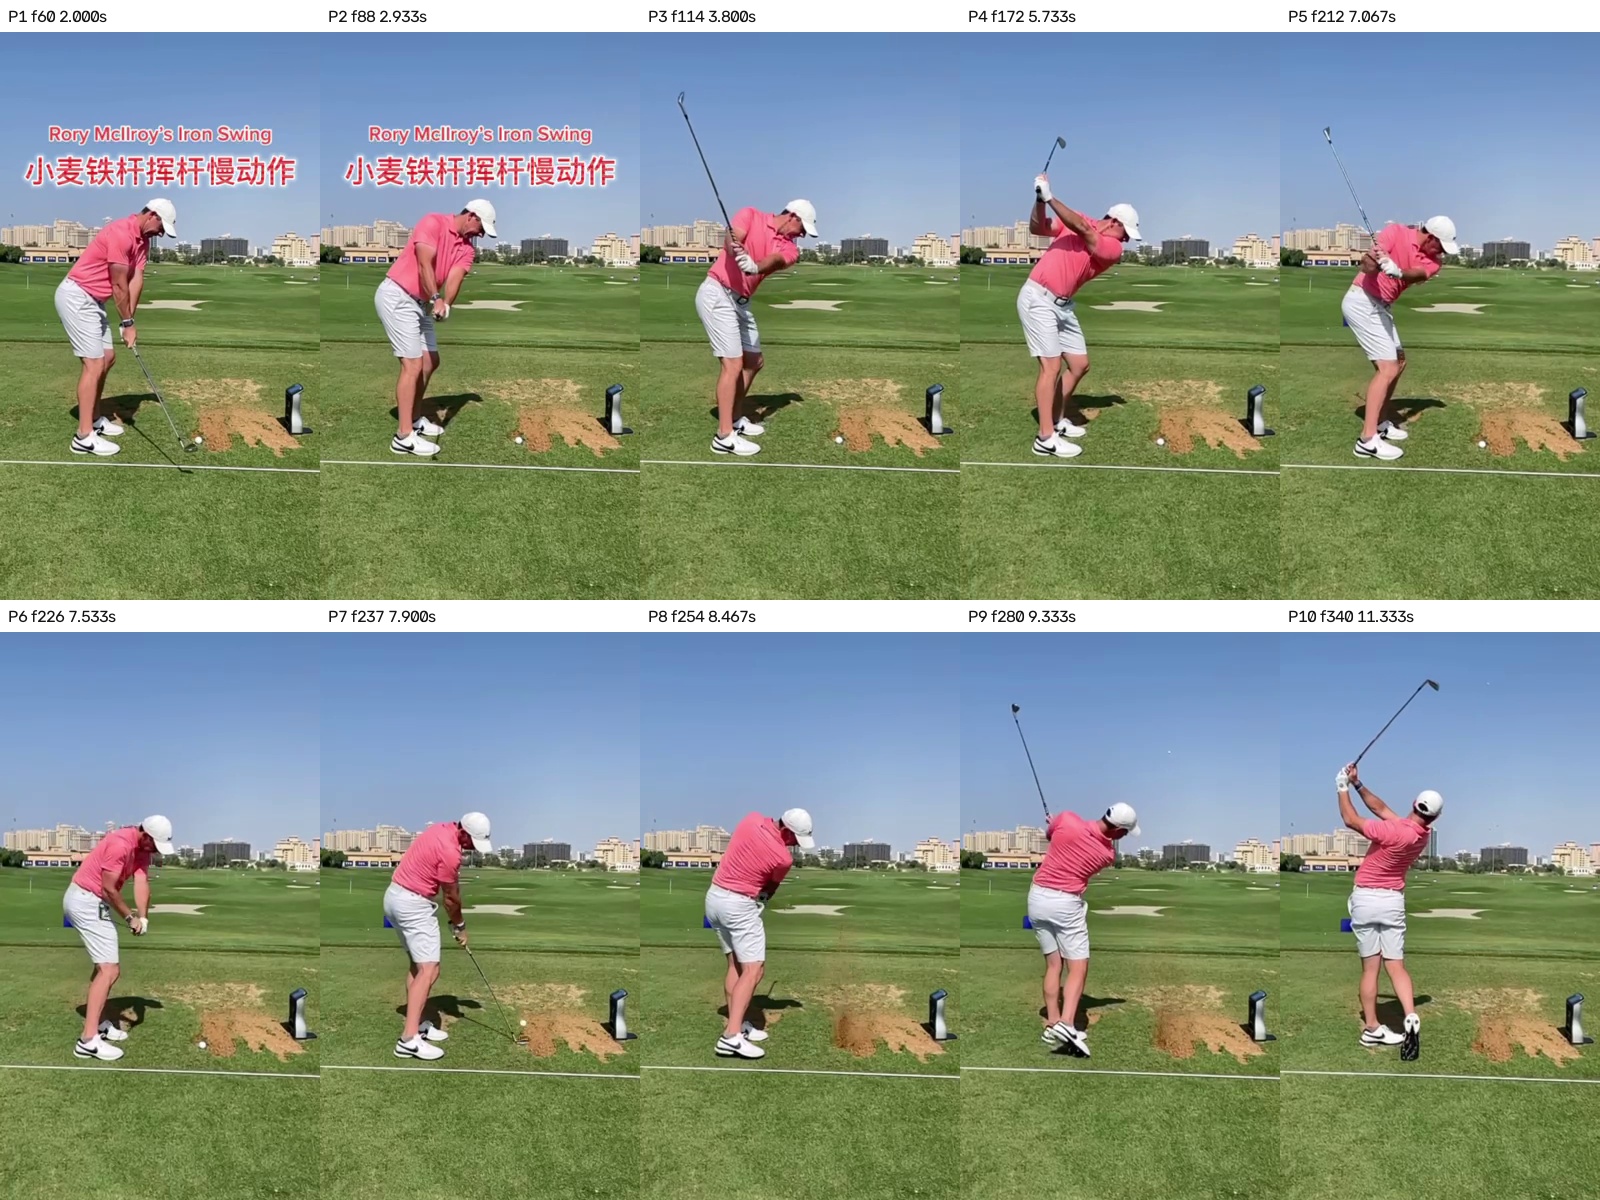 P1 f60 2.000s
P2 f88 2.933s
P3 f114 3.800s
P4 f172 5.733s
P5 f212 7.067s
Rory McIlroy's Iron Swing
小麦铁杆挥杆慢动作
Rory McIlroy's Iron Swing
小麦铁杆挥杆慢动作
P6 f226 7.533s
P7 f237 7.900s
P8 f254 8.467s
P9 f280 9.333s
P10 f340 11.333s